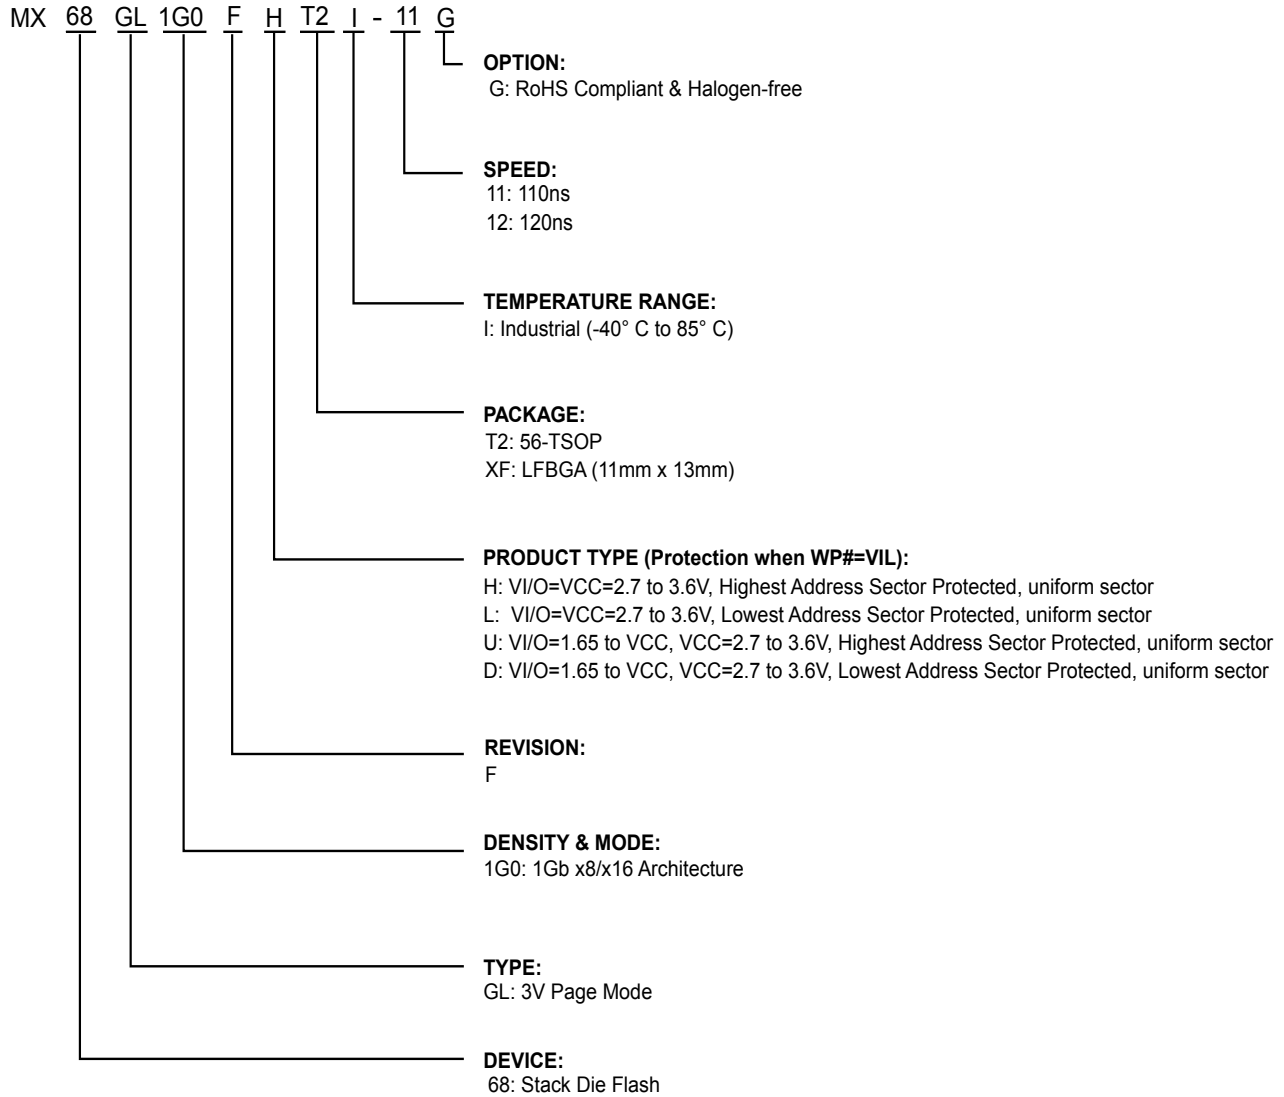 MX 68 GL 1G0 F H T2 I - 11 G
OPTION:
G: RoHS Compliant & Halogen-free
SPEED:
11: 110ns
12: 120ns
TEMPERATURE RANGE:
I: Industrial (-40° C to 85° C)
PACKAGE:
T2: 56-TSOP
XF: LFBGA (11mm x 13mm)
PRODUCT TYPE (Protection when WP#=VIL):
H: VI/O=VCC=2.7 to 3.6V, Highest Address Sector Protected, uniform sector
L: VI/O=VCC=2.7 to 3.6V, Lowest Address Sector Protected, uniform sector
U: VI/O=1.65 to VCC, VCC=2.7 to 3.6V, Highest Address Sector Protected, uniform sector
D: VI/O=1.65 to VCC, VCC=2.7 to 3.6V, Lowest Address Sector Protected, uniform sector
REVISION:
F
DENSITY & MODE:
1G0: 1Gb x8/x16 Architecture
TYPE:
GL: 3V Page Mode
DEVICE:
68: Stack Die Flash